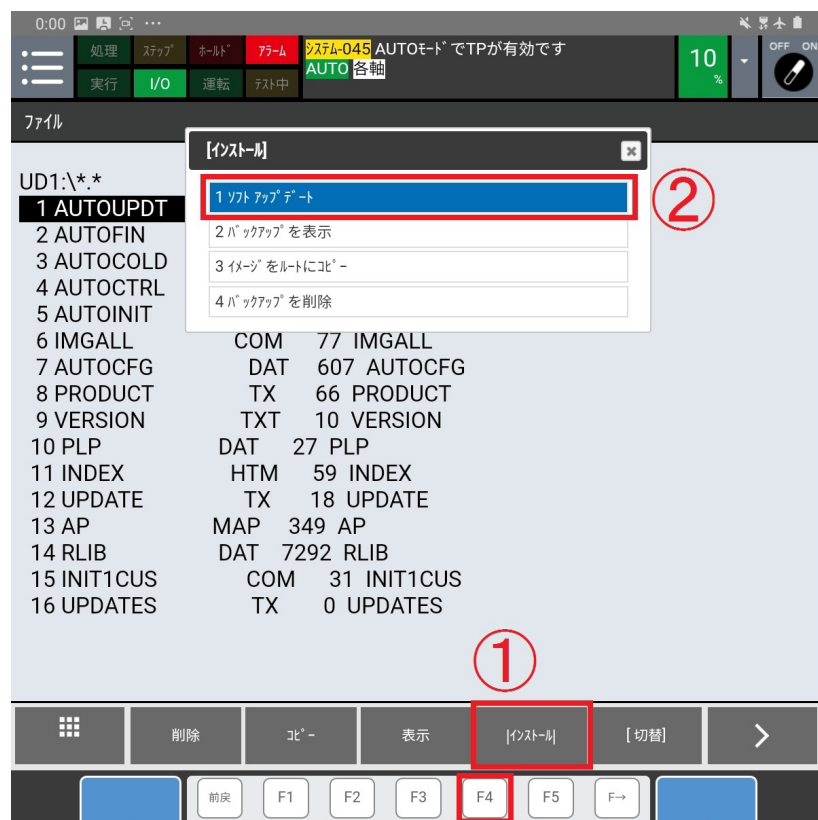 0:00 ...
処理 ｽﾃｯﾌﾟ ﾎｰﾙﾄﾞ ｱﾗｰﾑ ｼｽﾃﾑ-045 AUTOﾓｰﾄﾞでTPが有効です
実行 I/O 運転 ﾃｽﾄ中 AUTO 各軸
10 %
OFF ON
ﾌｧｲﾙ
[ｲﾝｽﾄｰﾙ]
1 ｿﾌﾄ ｱｯﾌﾟﾃﾞｰﾄ
②
2 ﾊﾞｯｸｱｯﾌﾟを表示
3 ｲﾒｰｼﾞをﾙｰﾄにｺﾋﾟｰ
4 ﾊﾞｯｸｱｯﾌﾟを削除
UD1:\*.*
1 AUTOUPDT
2 AUTOFIN
3 AUTOCOLD
4 AUTOCTRL
5 AUTOINIT
6 IMGALL COM 77 IMGALL
7 AUTOCFG DAT 607 AUTOCFG
8 PRODUCT TX 66 PRODUCT
9 VERSION TXT 10 VERSION
10 PLP DAT 27 PLP
11 INDEX HTM 59 INDEX
12 UPDATE TX 18 UPDATE
13 AP MAP 349 AP
14 RLIB DAT 7292 RLIB
15 INIT1CUS COM 31 INIT1CUS
16 UPDATES TX 0 UPDATES
①
削除 ｺﾋﾟｰ 表示 |ｲﾝｽﾄｰﾙ| [ 切替]
前戻 F1 F2 F3 F4 F5 F→